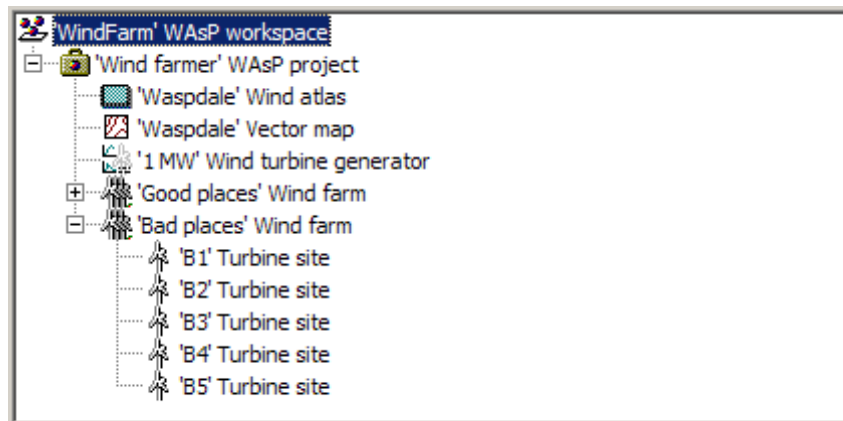 'WindFarm' WAsP workspace
'Wind farmer' WAsP project
'Waspdale' Wind atlas
'Waspdale' Vector map
'1 MW' Wind turbine generator
'Good places' Wind farm
'Bad places' Wind farm
'B1' Turbine site
'B2' Turbine site
'B3' Turbine site
'B4' Turbine site
'B5' Turbine site